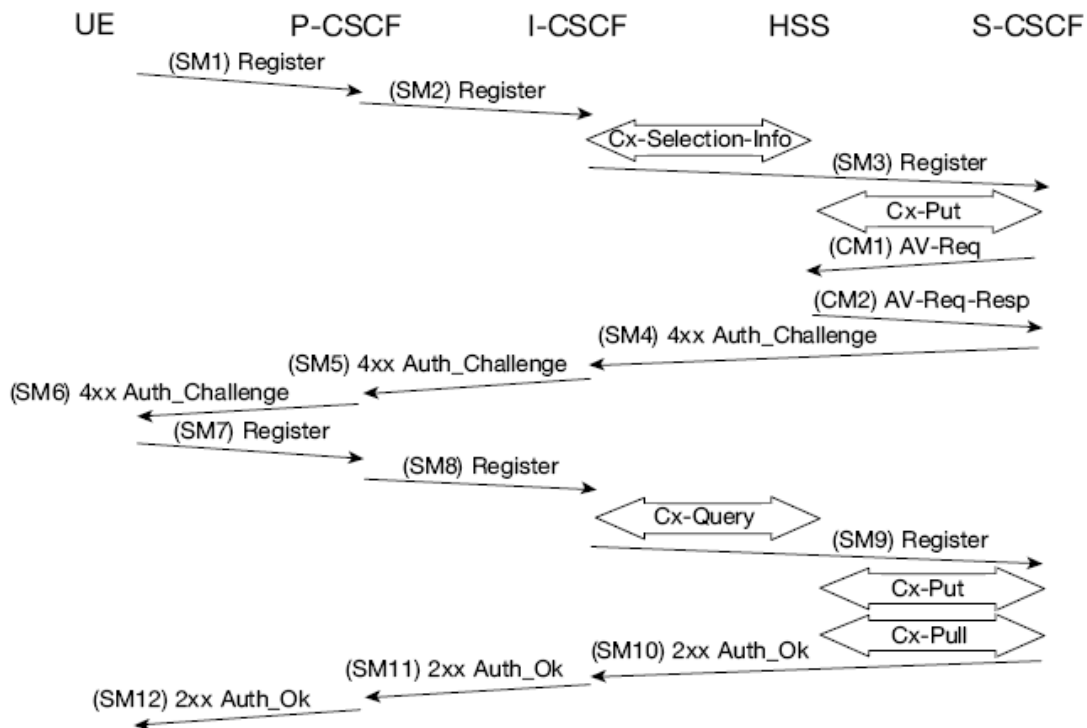 UE P-CSCF I-CSCF HSS S-CSCF
(SM1) Register
(SM2) Register
Cx-Selection-Info
(SM3) Register
Cx-Put
(CM1) AV-Req
(CM2) AV-Req-Resp
(SM4) 4xx Auth_Challenge
(SM5) 4xx Auth_Challenge
(SM6) 4xx Auth_Challenge
(SM7) Register
(SM8) Register
Cx-Query
(SM9) Register
Cx-Put
Cx-Pull
(SM10) 2xx Auth_Ok
(SM11) 2xx Auth_Ok
(SM12) 2xx Auth_Ok